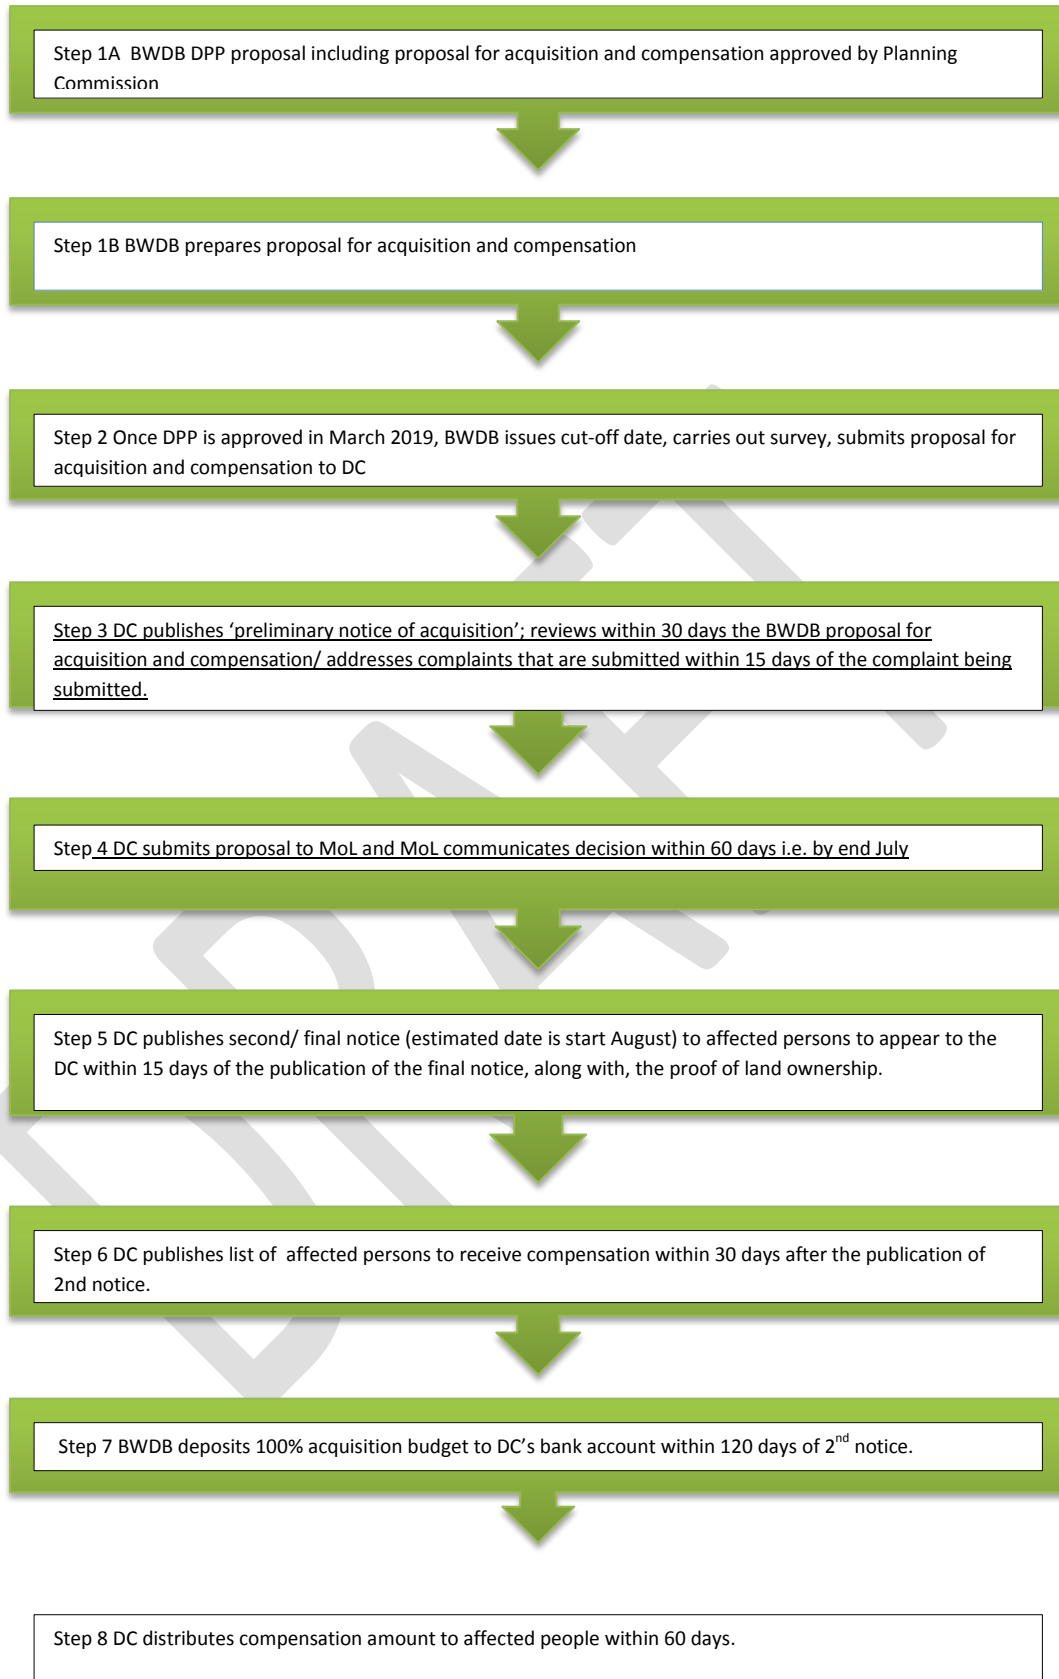 Step 1A  BWDB DPP proposal including proposal for acquisition and compensation approved by Planning
Commission
Step 1B BWDB prepares proposal for acquisition and compensation
Step 2 Once DPP is approved in March 2019, BWDB issues cut-off date, carries out survey, submits proposal for
acquisition and compensation to DC
Step 3 DC publishes ‘preliminary notice of acquisition’; reviews within 30 days the BWDB proposal for
acquisition and compensation/ addresses complaints that are submitted within 15 days of the complaint being
submitted.
Step 4 DC submits proposal to MoL and MoL communicates decision within 60 days i.e. by end July
Step 5 DC publishes second/ final notice (estimated date is start August) to affected persons to appear to the
DC within 15 days of the publication of the final notice, along with, the proof of land ownership.
Step 6 DC publishes list of  affected persons to receive compensation within 30 days after the publication of
2nd notice.
Step 7 BWDB deposits 100% acquisition budget to DC’s bank account within 120 days of 2nd notice.
Step 8 DC distributes compensation amount to affected people within 60 days.
DRAFT